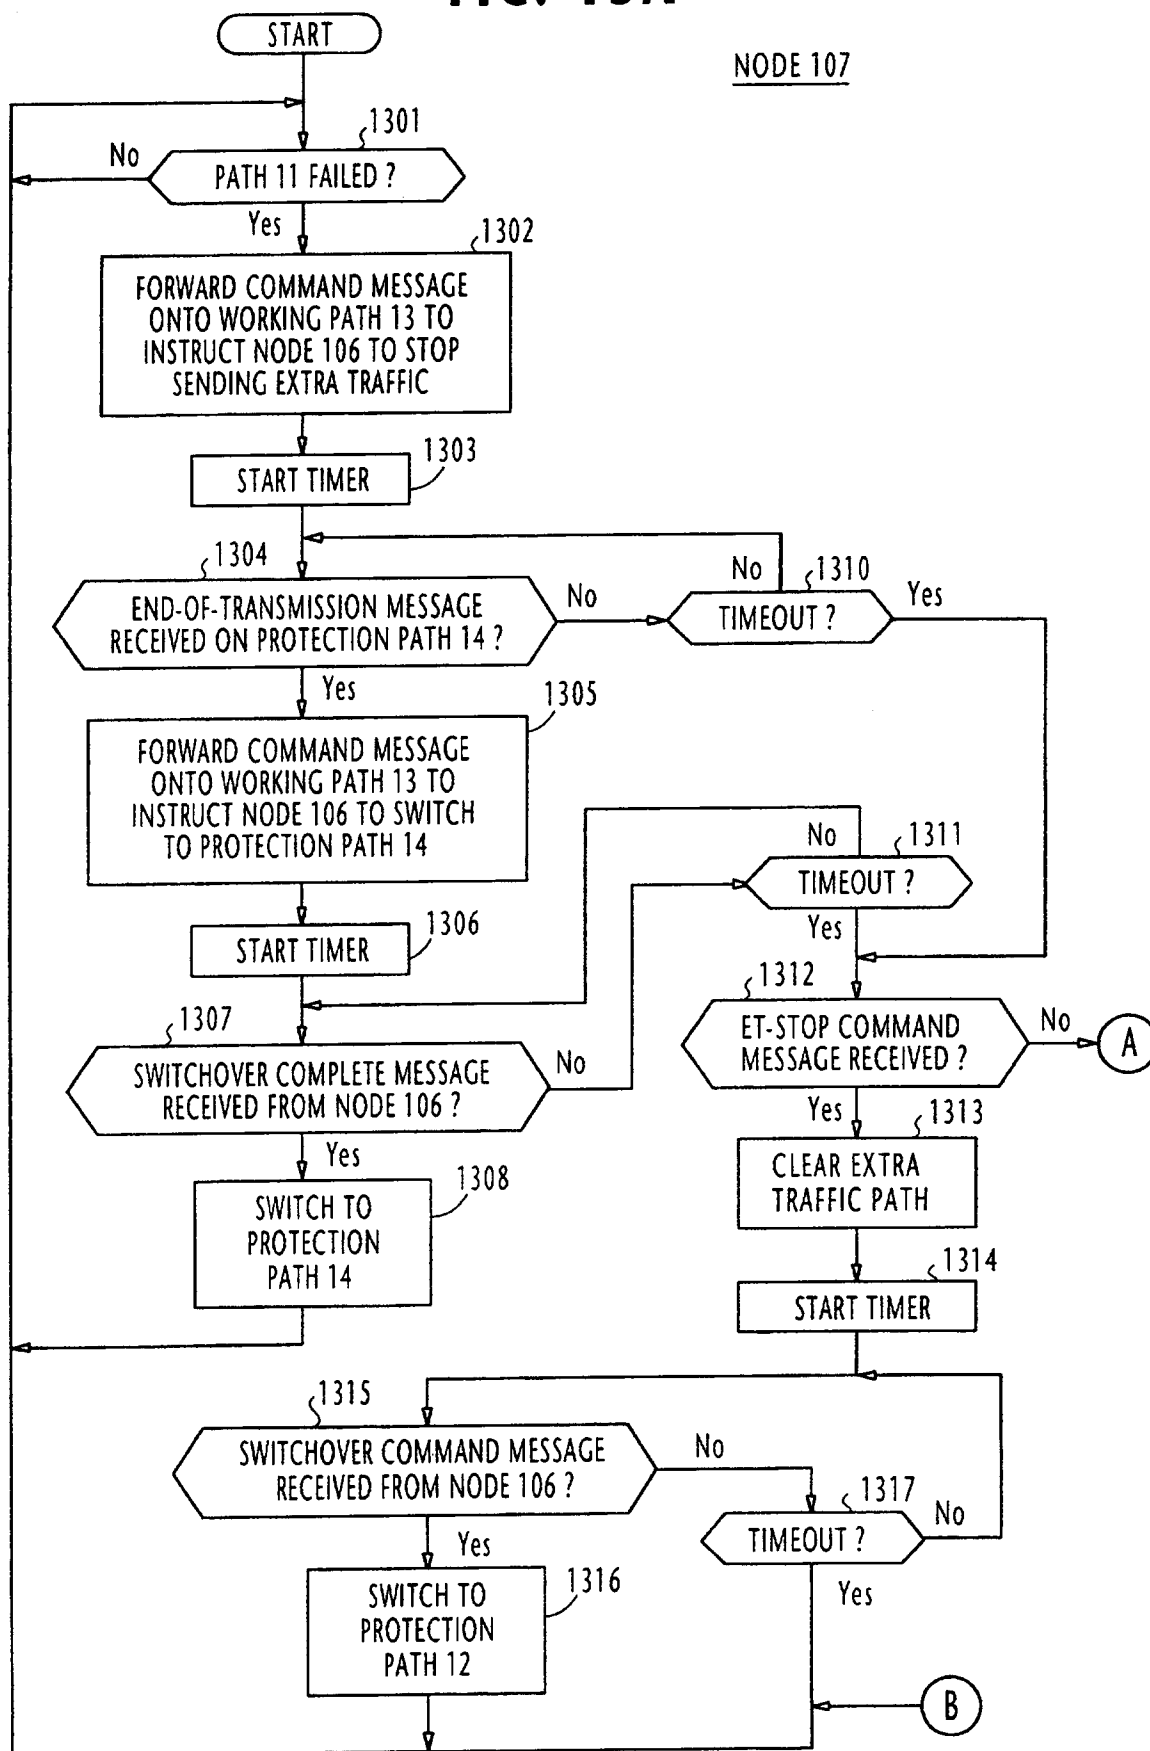 START
NODE 107
1301
No
PATH 11 FAILED ?
Yes
1302
FORWARD COMMAND MESSAGE
ONTO WORKING PATH 13 TO
INSTRUCT NODE 106 TO STOP
SENDING EXTRA TRAFFIC
1303
START TIMER
1304
END-OF-TRANSMISSION MESSAGE
RECEIVED ON PROTECTION PATH 14 ?
No
No
1310
TIMEOUT ?
Yes
Yes
1305
FORWARD COMMAND MESSAGE
ONTO WORKING PATH 13 TO
INSTRUCT NODE 106 TO SWITCH
TO PROTECTION PATH 14
No
1311
TIMEOUT ?
Yes
1306
START TIMER
1307
SWITCHOVER COMPLETE MESSAGE
RECEIVED FROM NODE 106 ?
No
1312
ET-STOP COMMAND
MESSAGE RECEIVED ?
No
A
Yes
1308
SWITCH TO
PROTECTION
PATH 14
Yes
1313
CLEAR EXTRA
TRAFFIC PATH
1314
START TIMER
1315
SWITCHOVER COMMAND MESSAGE
RECEIVED FROM NODE 106 ?
No
1317
TIMEOUT ?
No
Yes
Yes
1316
SWITCH TO
PROTECTION
PATH 12
B